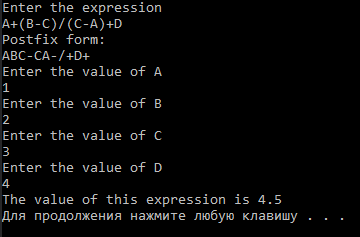 Enter the expression
A+(B-C)/(C-A)+D
Postfix form:
ABC-CA-/+D+
Enter the value of A
1
Enter the value of B
2
Enter the value of C
3
Enter the value of D
4
The value of this expression is 4.5
Для продолжения нажмите любую клавишу . . .